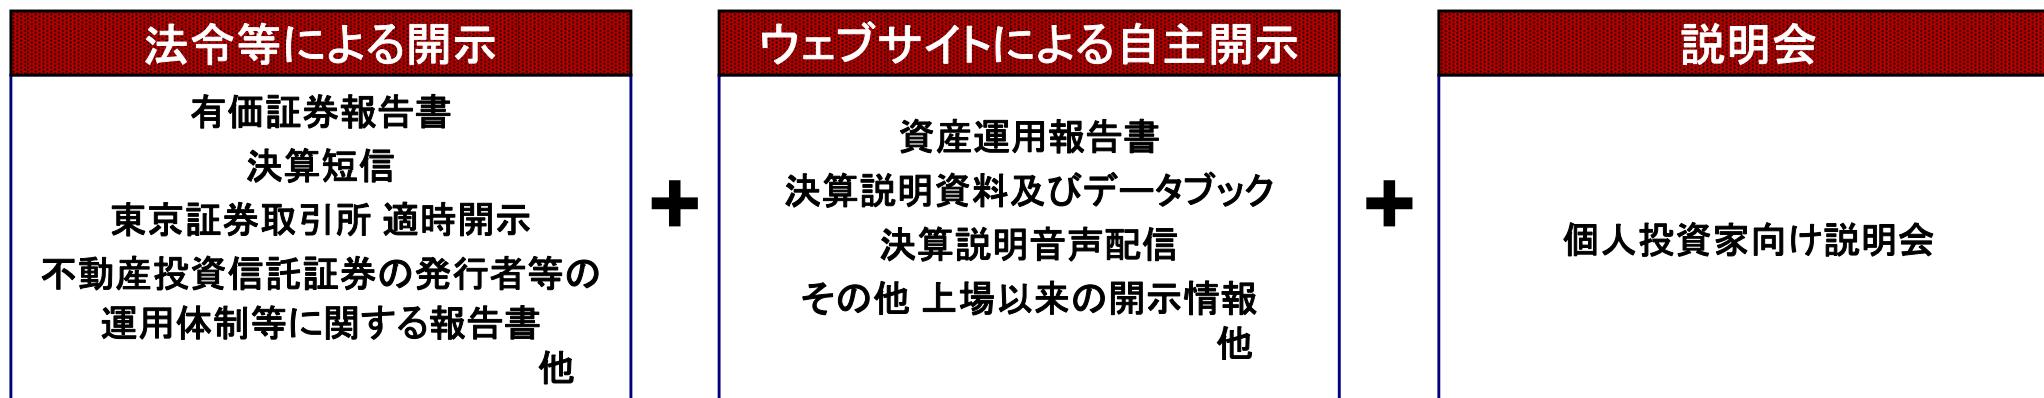 法令等による開示
有価証券報告書
決算短信
東京証券取引所 適時開示
不動産投資信託証券の発行者等の
運用体制等に関する報告書
他
+
ウェブサイトによる自主開示
資産運用報告書
決算説明資料及びデータブック
決算説明音声配信
その他 上場以来の開示情報
他
+
説明会
個人投資家向け説明会